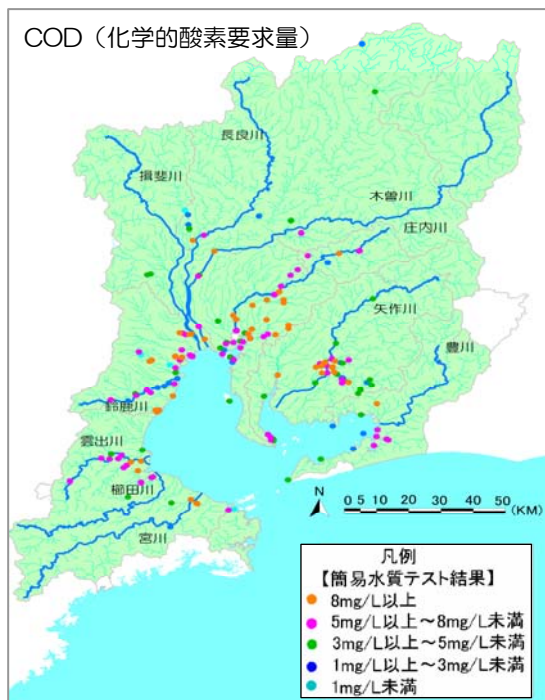 COD（化学的酸素要求量）
長良川
揖斐川
木曽川
庄内川
矢作川
豊川
鈴鹿川
雲出川
櫛田川
宮川
N
0 5 10 20 30 40 50
(KM)
凡例
【簡易水質テスト結果】
8mg/L以上
5mg/L以上～8mg/L未満
3mg/L以上～5mg/L未満
1mg/L以上～3mg/L未満
1mg/L未満